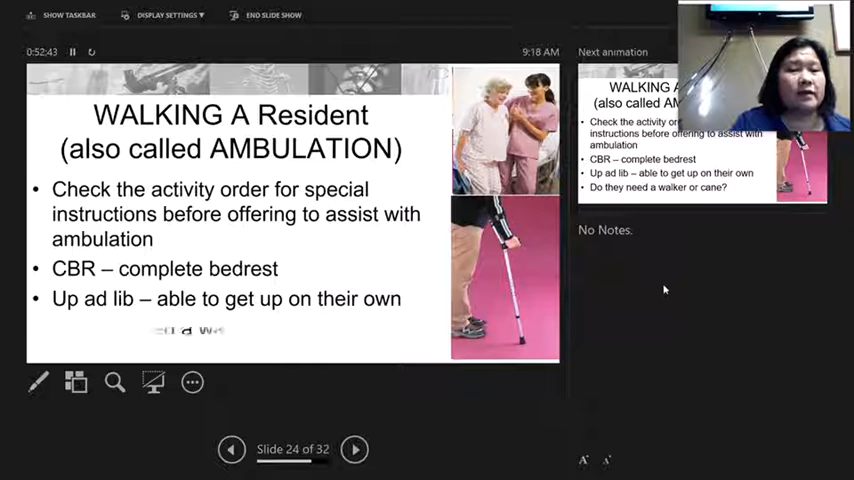 SHOW TASKBAR
DISPLAY SETTINGS ▼
END SLIDE SHOW
0:52:43
9:18 AM
WALKING A Resident
(also called AMBULATION)
• Check the activity order for special
instructions before offering to assist with
ambulation
• CBR – complete bedrest
• Up ad lib – able to get up on their own
Next animation
WALKING A
(also called AM
• Check the activity
instructions before offering to assist with
ambulation
• CBR – complete bedrest
• Up ad lib – able to get up on their own
• Do they need a walker or cane?
No Notes.
Slide 24 of 32
A A